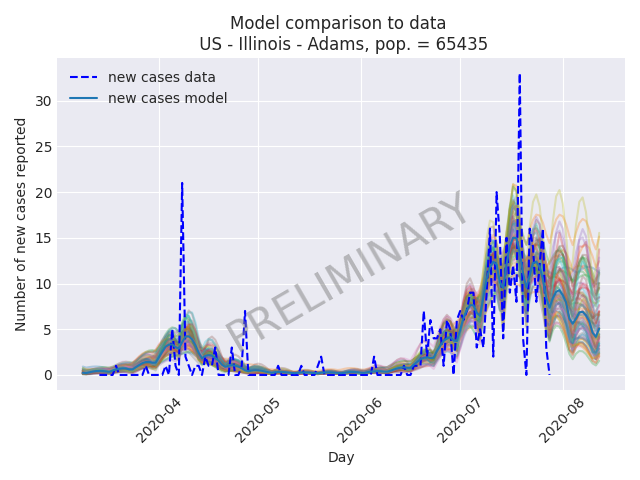 Model comparison to data
US - Illinois - Adams, pop. = 65435
new cases data
new cases model
PRELIMINARY
Number of new cases reported
30
25
20
15
10
5
0
2020-04
2020-05
2020-06
2020-07
2020-08
Day